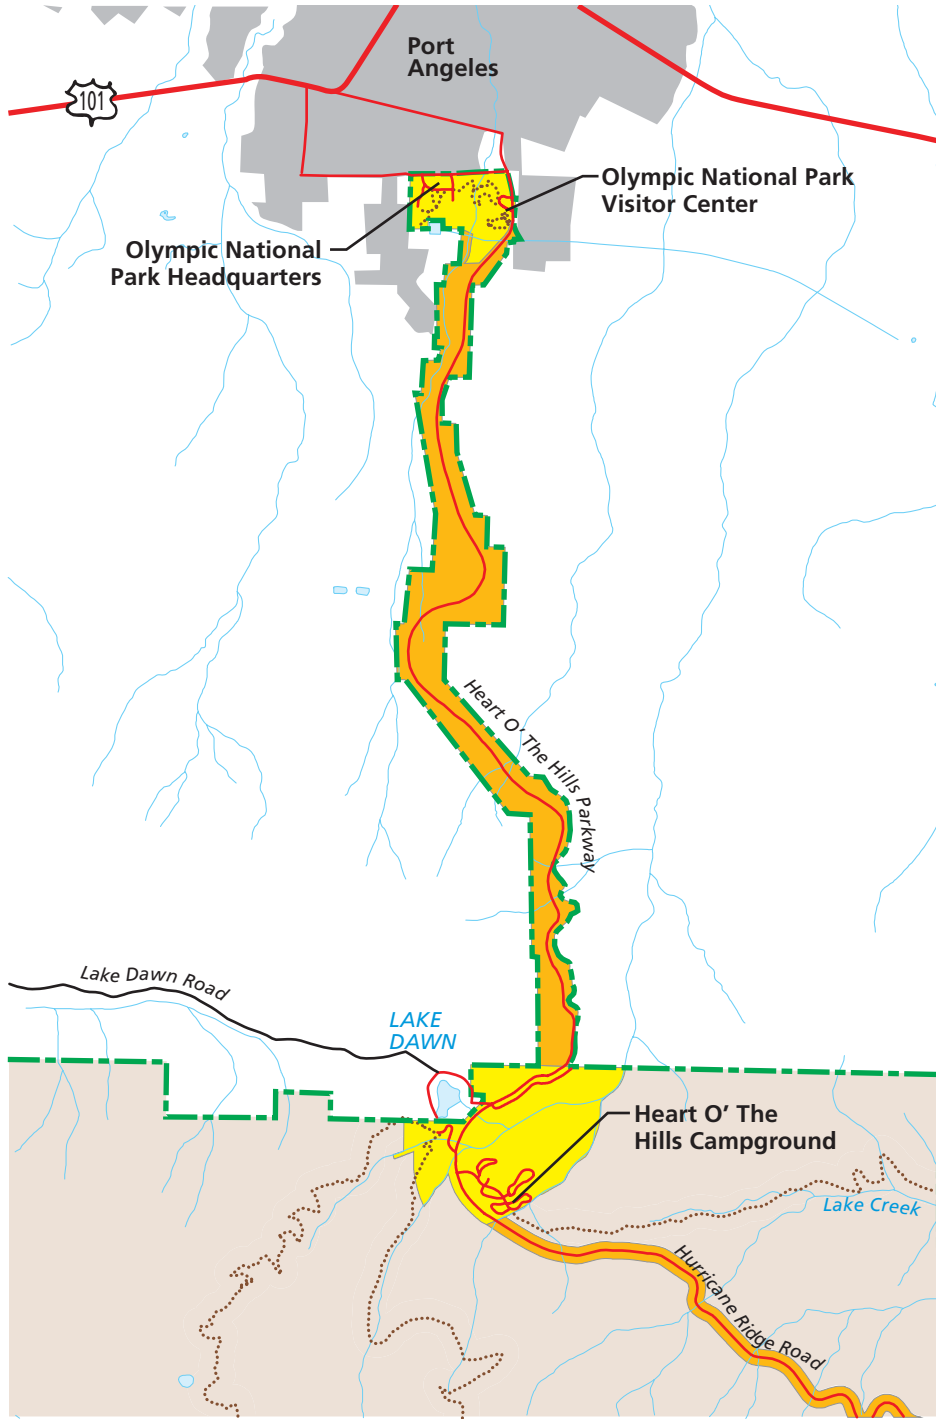 Port
Angeles
101
Olympic National Park
Visitor Center
Olympic National
Park Headquarters
Heart O’ The Hills Parkway
Lake Dawn Road
LAKE
DAWN
Heart O’ The
Hills Campground
Lake Creek
Hurricane Ridge Road